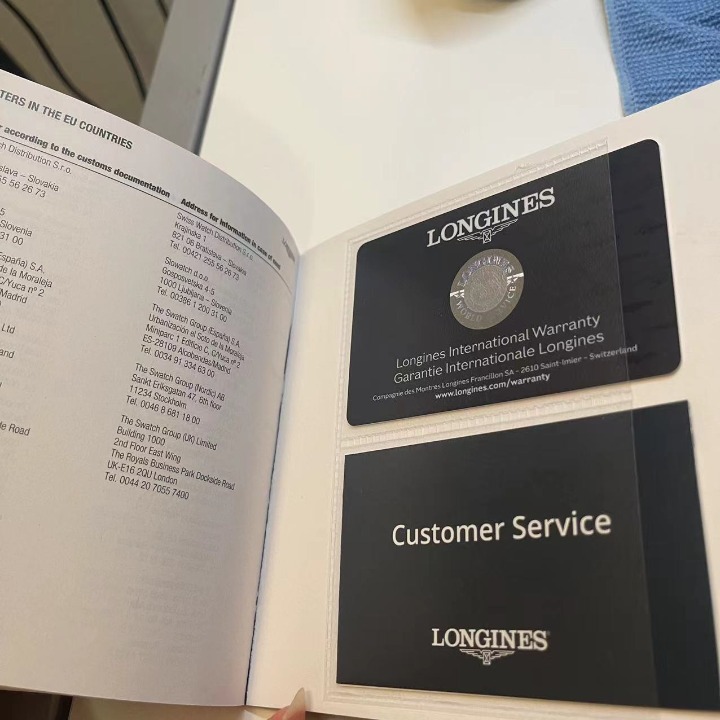 TERS IN THE EU COUNTRIES
according to the customs documentation
h Distribution S.r.o.
slava – Slovakia
55 56 26 73
5
Slovenia
31 00
España) S.A.
de la Moraleja
C/Yuca nº 2
Madrid
Ltd
and
de Road
Address for information in case of
Swiss Watch Distribution S.r.o.
Krajinska 1
821 06 Bratislava – Slovakia
Tel. 00421 255 56 26 73
Slowatch d.o.o.
Gosposvetska 4-5
1000 Ljubljana – Slovenia
Tel. 00386 1 200 31 00
The Swatch Group (España) S.A.
Urbanización el Soto de la Moraleja
Miniparc 1 Edificio C, C/Yuca nº 2
ES-28109 Alcobendas/Madrid
Tel. 0034 91 334 63 00
The Swatch Group (Nordic) AB
Sankt Eriksgatan 47, 6th floor
11234 Stockholm
Tel. 0046 8 681 18 00
The Swatch Group (UK) Limited
Building 1000
2nd Floor East Wing
The Royals Business Park Dockside Road
UK-E16 2QU London
Tel. 0044 20 7055 7400
LONGINES
LONGINES
WORLD SERVICE
Longines International Warranty
Garantie Internationale Longines
Compagnie des Montres Longines Francillon SA - 2610 Saint-Imier - Switzerland
www.longines.com/warranty
Customer Service
LONGINES